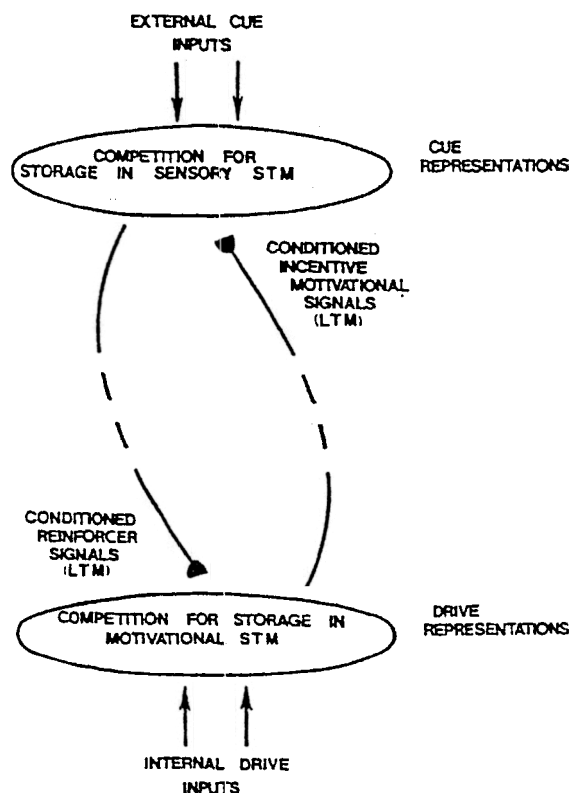 EXTERNAL CUE
INPUTS
COMPETITION FOR
STORAGE IN SENSORY STM
CUE
REPRESENTATIONS
CONDITIONED
INCENTIVE
MOTIVATIONAL
SIGNALS
(LTM)
CONDITIONED
REINFORCER
SIGNALS
(LTM)
COMPETITION FOR STORAGE IN
MOTIVATIONAL STM
DRIVE
REPRESENTATIONS
INTERNAL DRIVE
INPUTS